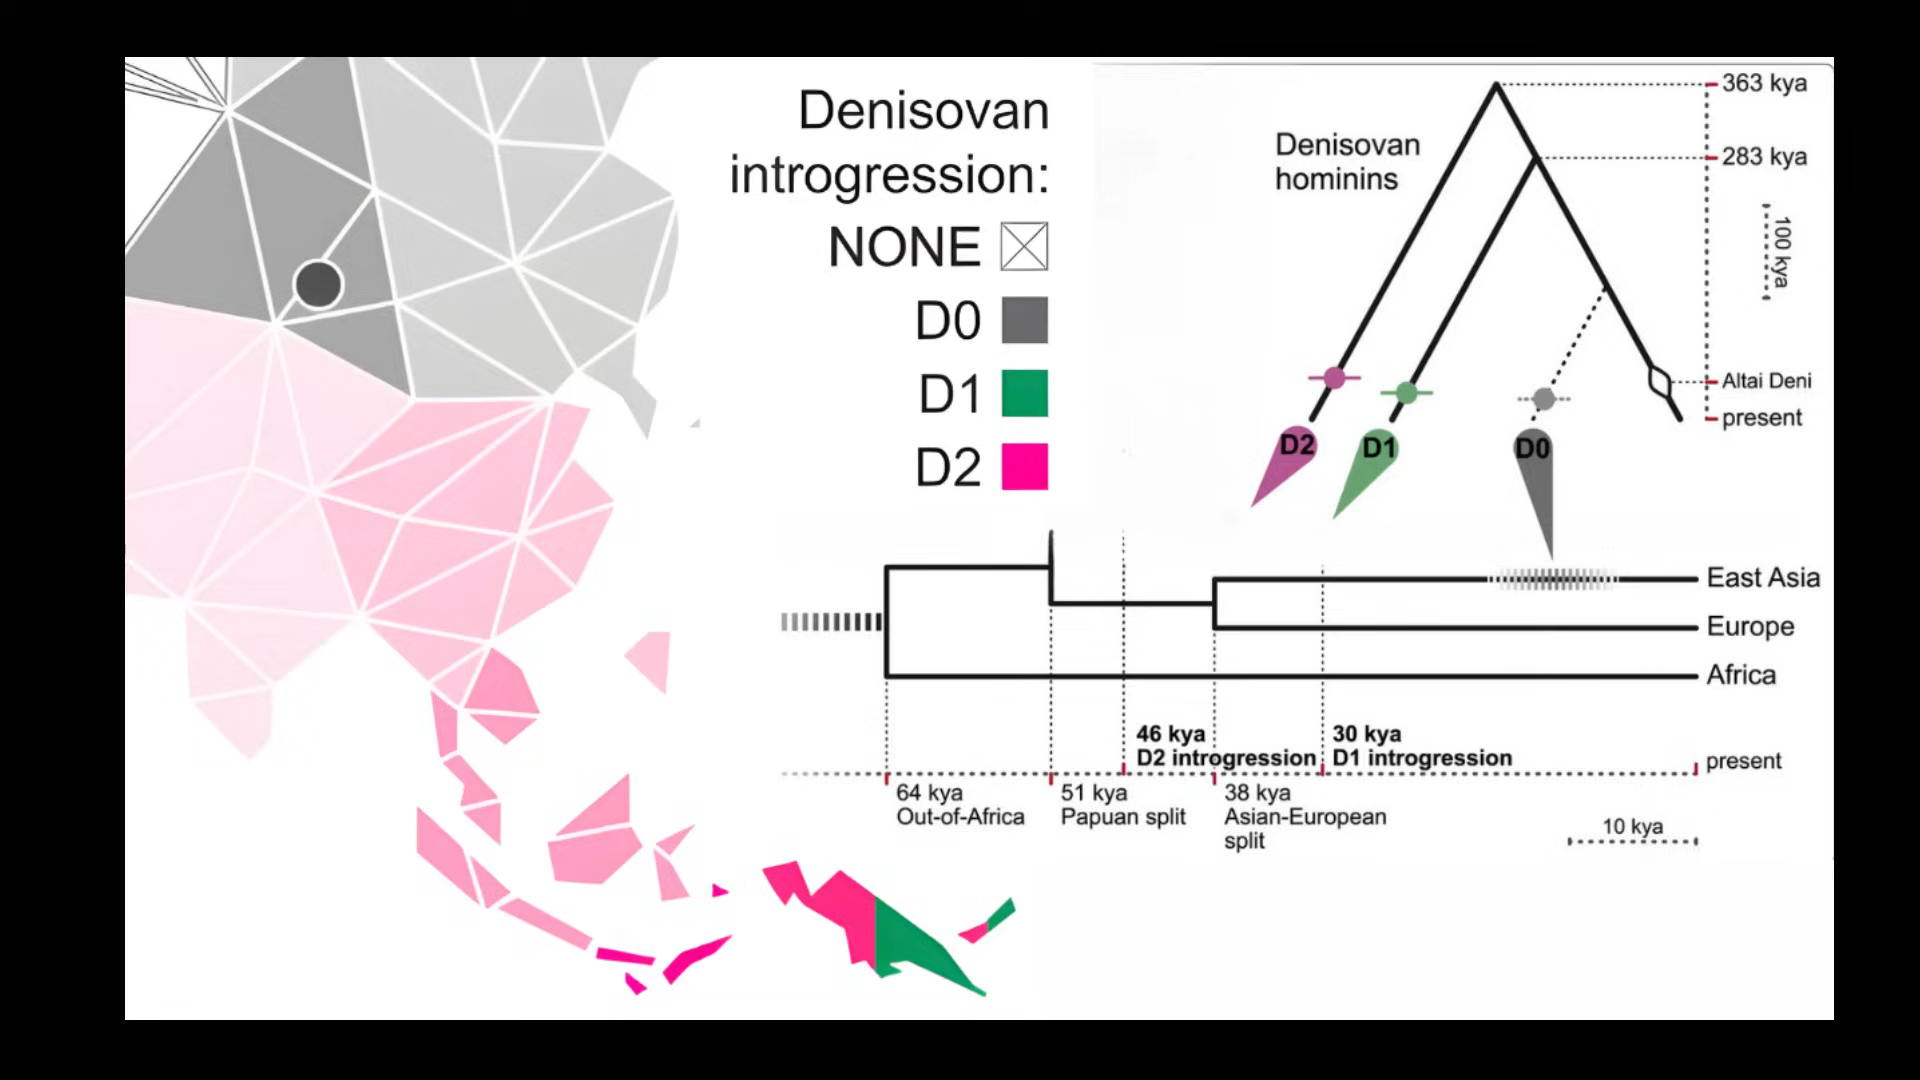 Denisovan
introgression:
NONE
D0
D1
D2
Denisovan
hominins
363 kya
283 kya
100 kya
Altai Deni
present
D2
D1
D0
East Asia
Europe
Africa
46 kya
D2 introgression
30 kya
D1 introgression
present
64 kya
Out-of-Africa
51 kya
Papuan split
38 kya
Asian-European
split
10 kya